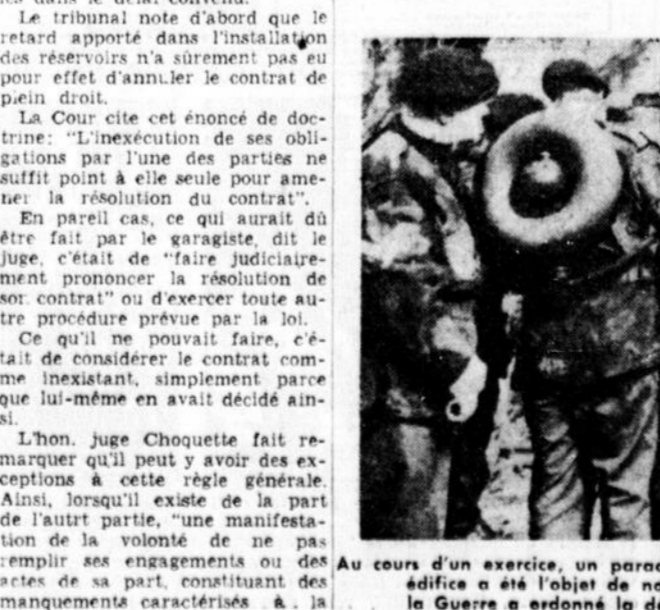 dans le délai convenu.
Le tribunal note d'abord que le
retard apporté dans l'installation
des réservoirs n'a sûrement pas eu
pour effet d'annuler le contrat de
plein droit.
La Cour cite cet énoncé de doc-
trine: "L'inexécution de ses obli-
gations par l'une des parties ne
suffit point à elle seule pour ame-
ner la résolution du contrat".
En pareil cas, ce qui aurait dû
être fait par le garagiste, dit le
juge, c'était de "faire judiciaire-
ment prononcer la résolution de
son contrat" ou d'exercer toute au-
tre procédure prévue par la loi.
Ce qu'il ne pouvait faire, c'é-
tait de considérer le contrat com-
me inexistant, simplement parce
que lui-même en avait décidé ain-
si.
L'hon. juge Choquette fait re-
marquer qu'il peut y avoir des ex-
ceptions à cette règle générale.
Ainsi, lorsqu'il existe de la part
de l'autrt partie, "une manifesta-
tion de la volonté de ne pas
remplir ses engagements ou des
actes de sa part, constituant des
manquements caractérisés à la
Au cours d'un exercice, un parac
édifice a été l'objet de no
la Guerre a ordonné la d